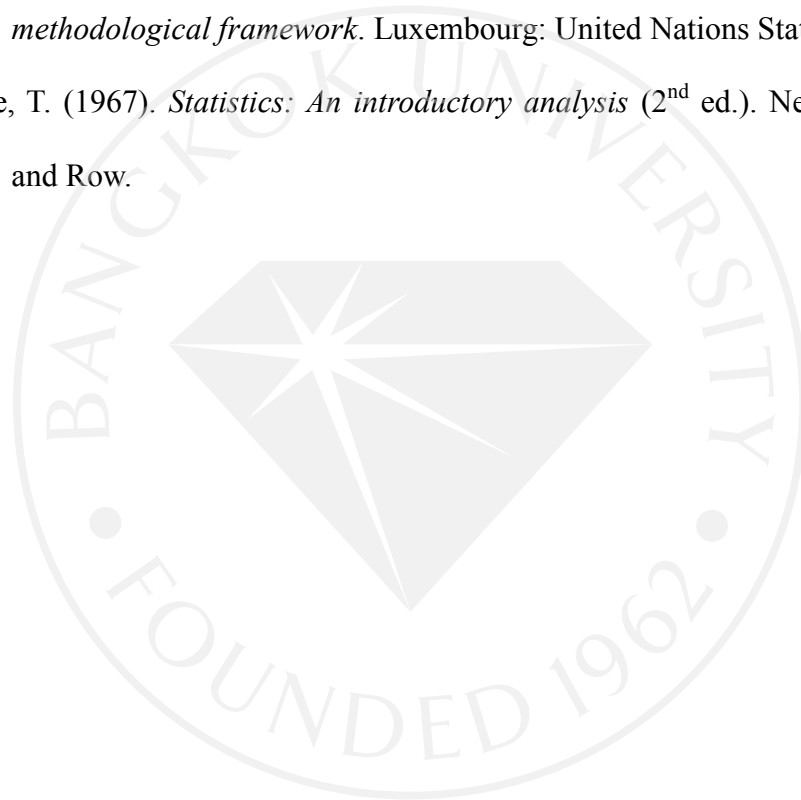 methodological framework. Luxembourg: United Nations Stat
e, T. (1967). Statistics: An introductory analysis (2nd ed.). Ne
and Row.
BANGKOK UNIVERSITY
• FOUNDED 1962 •